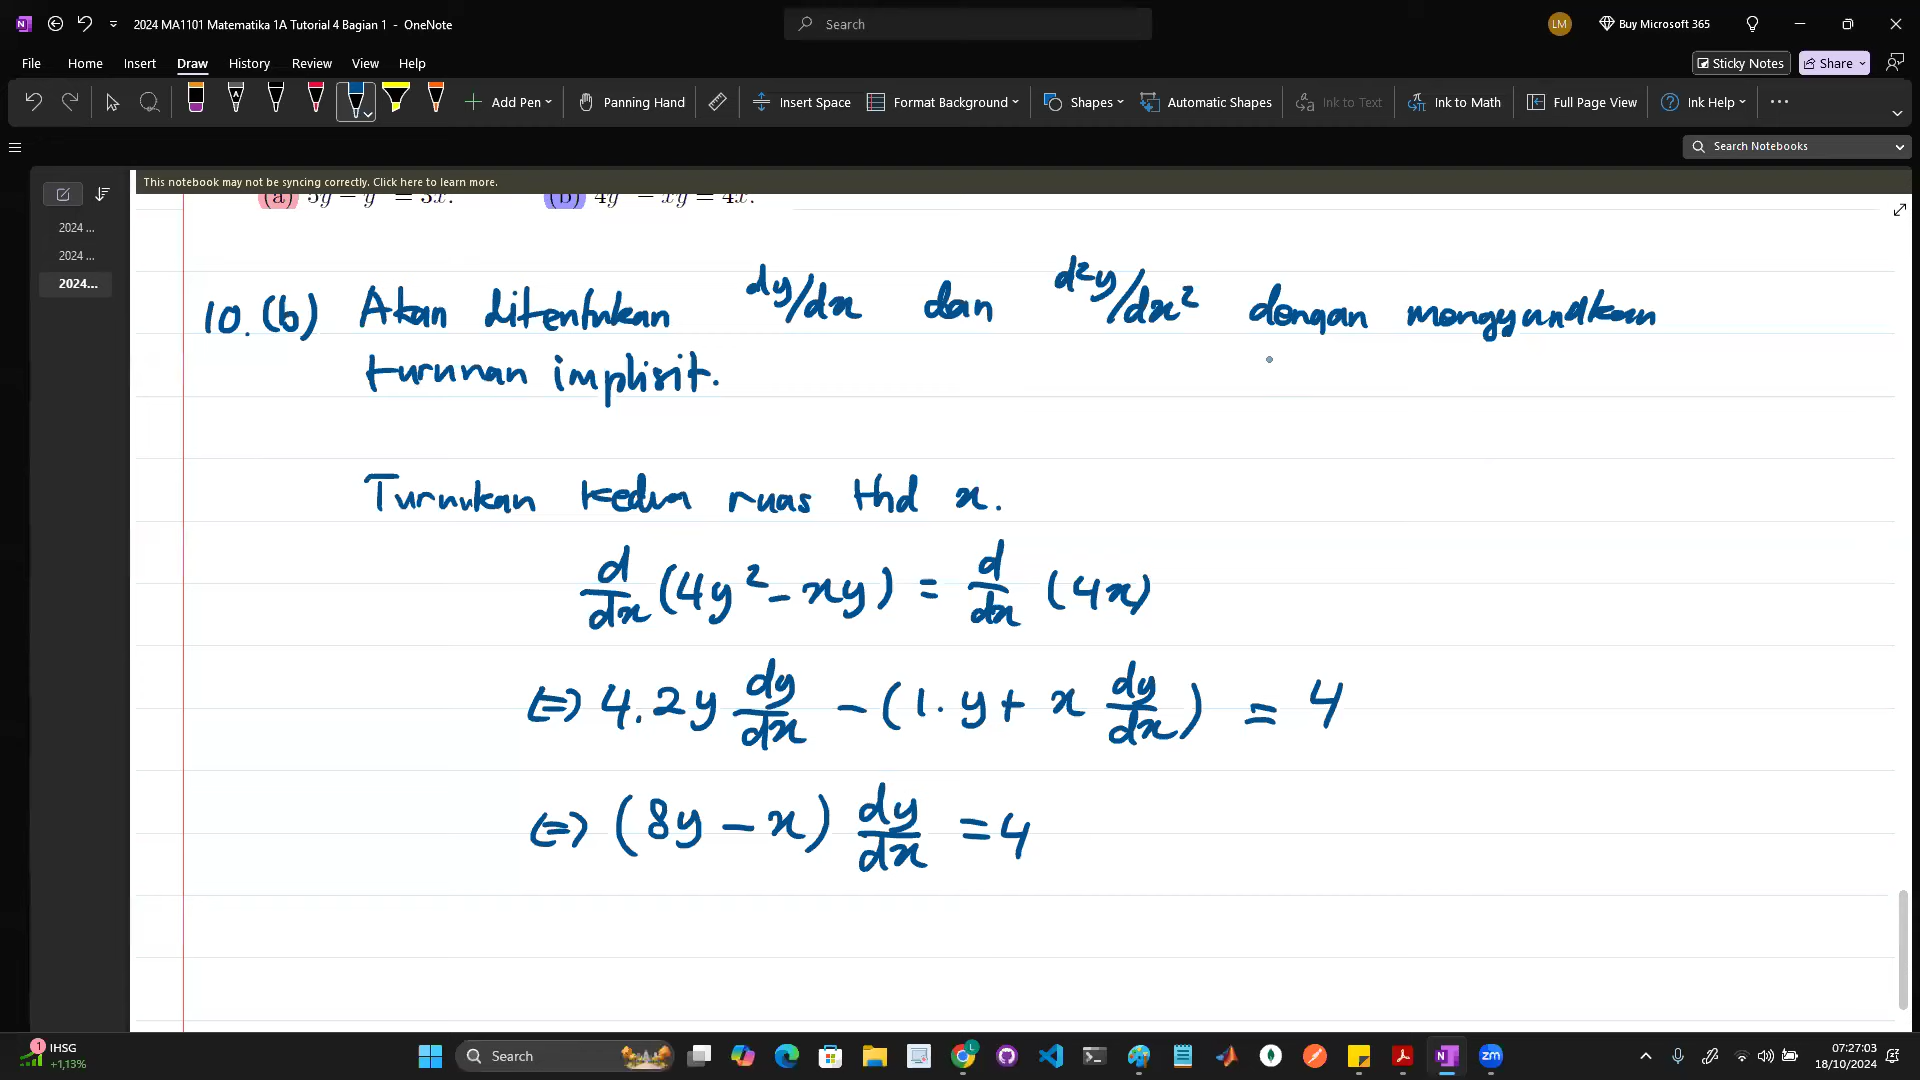 2024 MA1101 Matematika 1A Tutorial 4 Bagian 1 - OneNote
Search
LM
Buy Microsoft 365
File Home Insert Draw History Review View Help
Sticky Notes
Share
Add Pen
Panning Hand
Insert Space
Format Background
Shapes
Automatic Shapes
Ink to Text
Ink to Math
Full Page View
Ink Help
Search Notebooks
This notebook may not be syncing correctly. Click here to learn more.
2024 ...
2024 ...
2024...
10. (b) Akan ditentukan dy/dx dan d²y/dx² dengan
turunan implisit.
Turunkan kedua ruas thd x.
d/dx (4y² - xy) = d/dx (4x)
⇔ 4.2y dy/dx - (1.y + x dy/dx) = 4
⇔ (8y - x) dy/dx = 4
1
IHSG
+1,13%
Search
zm
07:27:03
18/10/2024